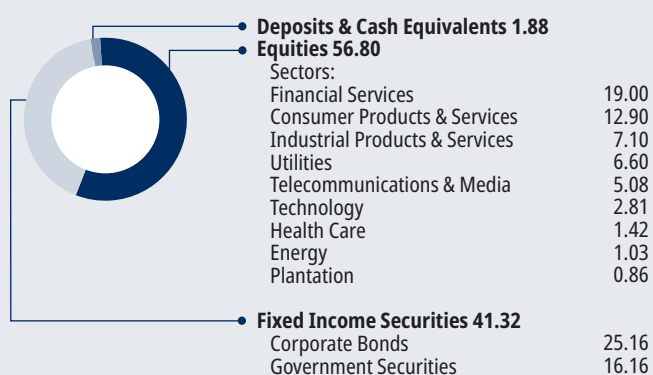 Deposits & Cash Equivalents 1.88
Equities 56.80
Sectors:
Financial Services 19.00
Consumer Products & Services 12.90
Industrial Products & Services 7.10
Utilities 6.60
Telecommunications & Media 5.08
Technology 2.81
Health Care 1.42
Energy 1.03
Plantation 0.86
Fixed Income Securities 41.32
Corporate Bonds 25.16
Government Securities 16.16